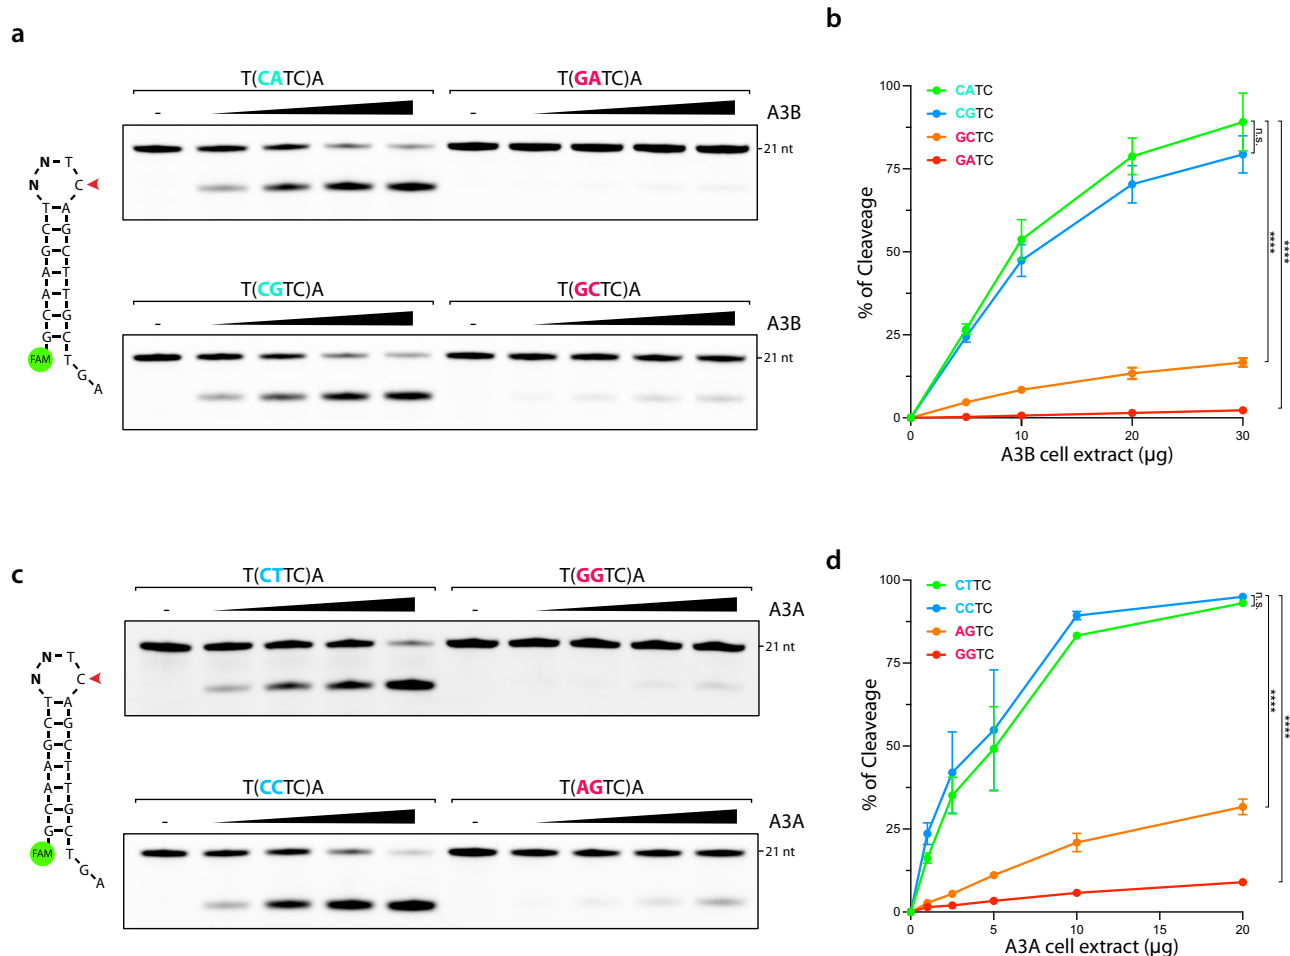 a
T(CATC)A
T(GATC)A
-
-
A3B
21 nt
T(CGTC)A
T(GCTC)A
-
-
A3B
21 nt
N
T
N
C
T
A
C
G
G
C
A
T
A
T
C
G
G
C
FAM
T
G
A
b
100
75
50
25
0
0
10
20
30
% of Cleaveage
A3B cell extract (µg)
CATC
CGTC
GCTC
GATC
n.s.
****
****
c
T(CTTC)A
T(GGTC)A
-
-
A3A
21 nt
T(CCTC)A
T(AGTC)A
-
-
A3A
21 nt
N
T
N
C
T
A
C
G
G
C
A
T
A
T
C
G
G
C
FAM
T
G
A
d
100
75
50
25
0
0
5
10
15
20
% of Cleaveage
A3A cell extract (µg)
CTTC
CCTC
AGTC
GGTC
n.s
****
****